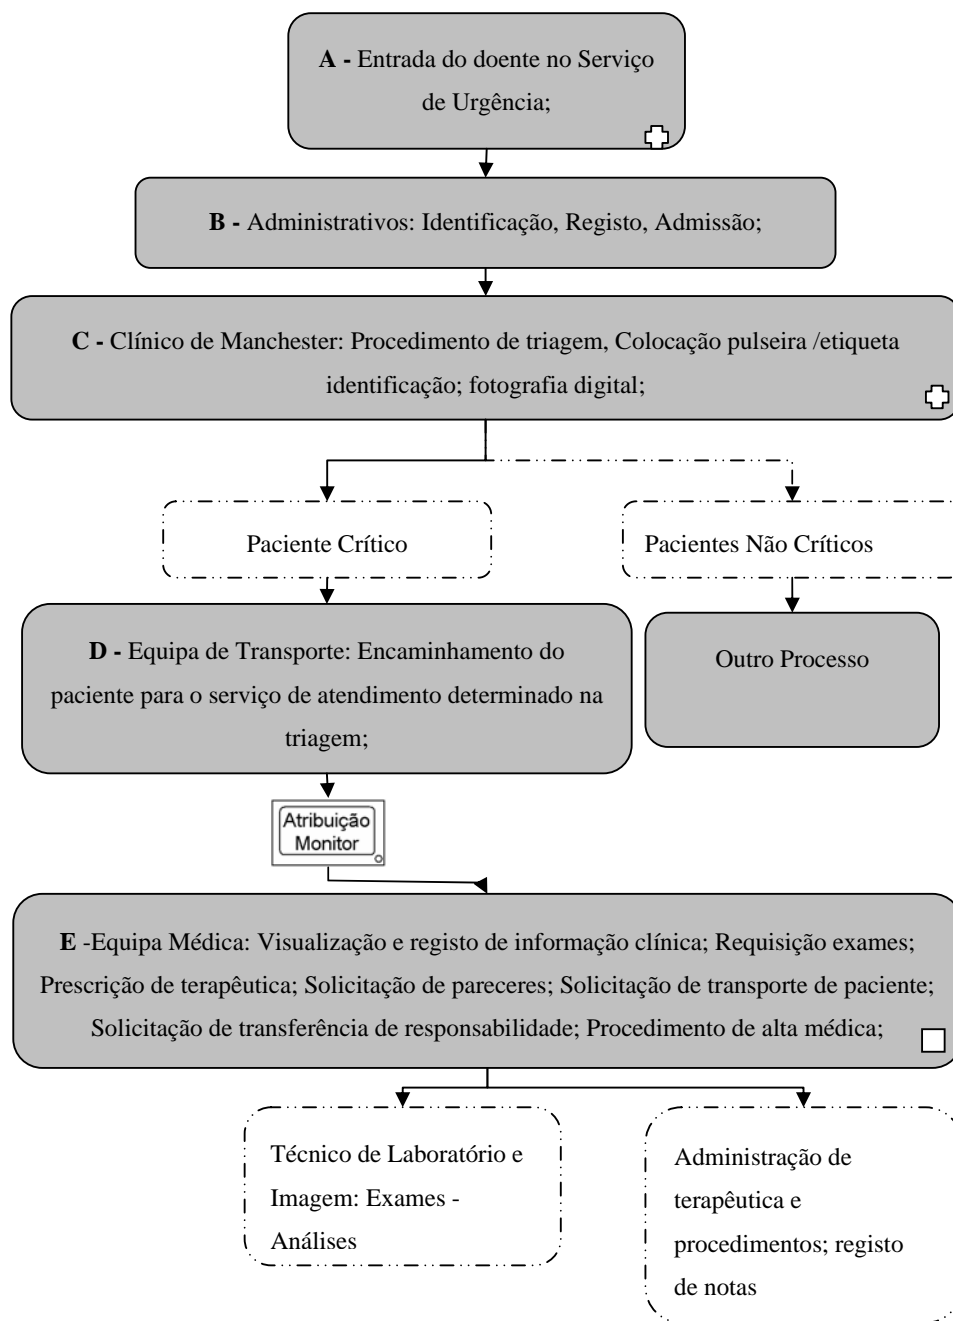 A - Entrada do doente no Serviço
de Urgência;
B - Administrativos: Identificação, Registo, Admissão;
C - Clínico de Manchester: Procedimento de triagem, Colocação pulseira /etiqueta
identificação; fotografia digital;
Paciente Crítico
Pacientes Não Críticos
D - Equipa de Transporte: Encaminhamento do
paciente para o serviço de atendimento determinado na
triagem;
Outro Processo
Atribuição
Monitor
E -Equipa Médica: Visualização e registo de informação clínica; Requisição exames;
Prescrição de terapêutica; Solicitação de pareceres; Solicitação de transporte de paciente;
Solicitação de transferência de responsabilidade; Procedimento de alta médica;
Técnico de Laboratório e
Imagem: Exames -
Análises
Administração de
terapêutica e
procedimentos; registo
de notas